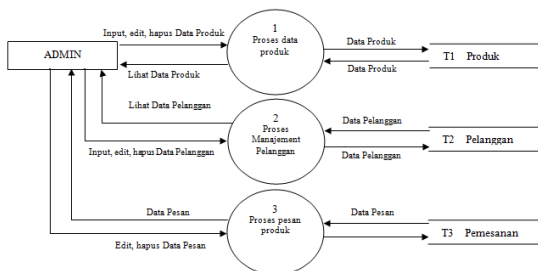 Input, edit, hapus Data Produk
ADMIN
Lihat Data Produk
1
Proses data
produk
Data Produk
Data Produk
T1 Produk
Lihat Data Pelanggan
Input, edit, hapus Data Pelanggan
2
Proses
Manajement
Pelanggan
Data Pelanggan
Data Pelanggan
T2 Pelanggan
Data Pesan
Edit, hapus Data Pesan
3
Proses pesan
produk
Data Pesan
T3 Pemesanan